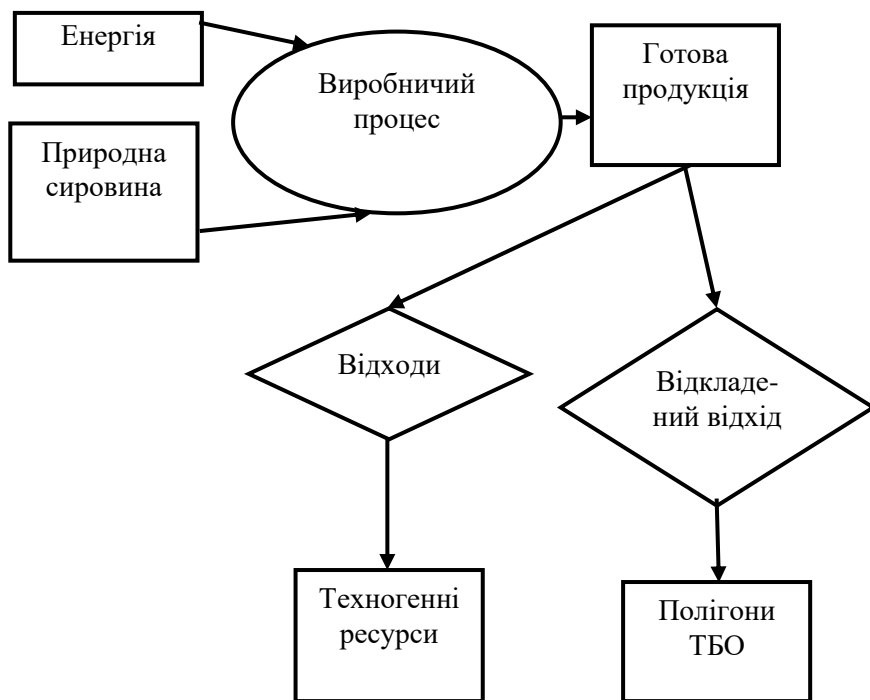 Енергія
Виробничий
процес
Готова
продукція
Природна
сировина
Відходи
Відкладе-
ний відхід
Техногенні
ресурси
Полігони
ТБО